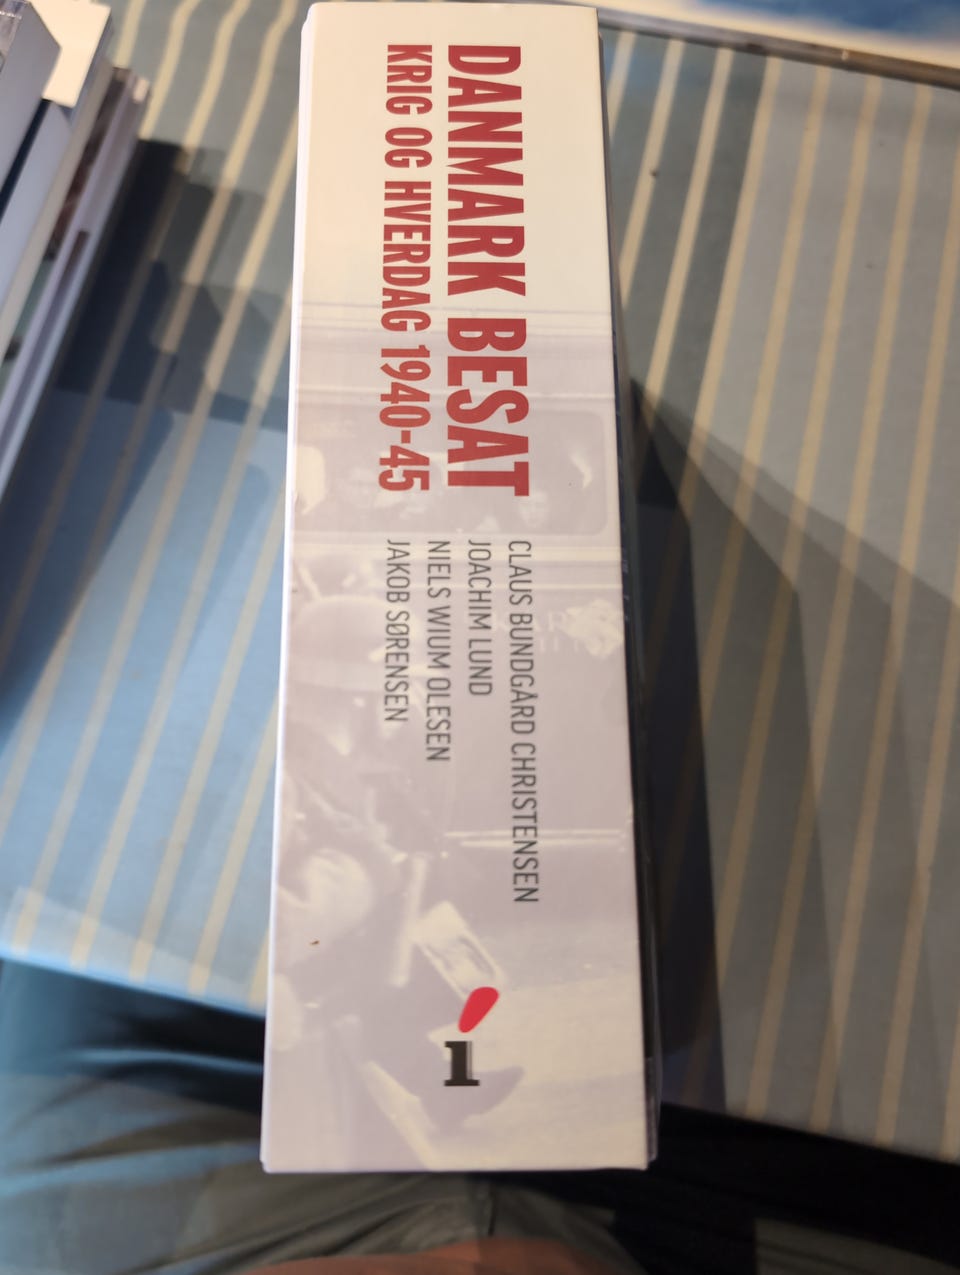 DANMARK BESAT
KRIG OG HVERDAG 1940-45
CLAUS BUNDGÅRD CHRISTENSEN
JOACHIM LUND
NIELS WIUM OLESEN
JAKOB SØRENSEN
i